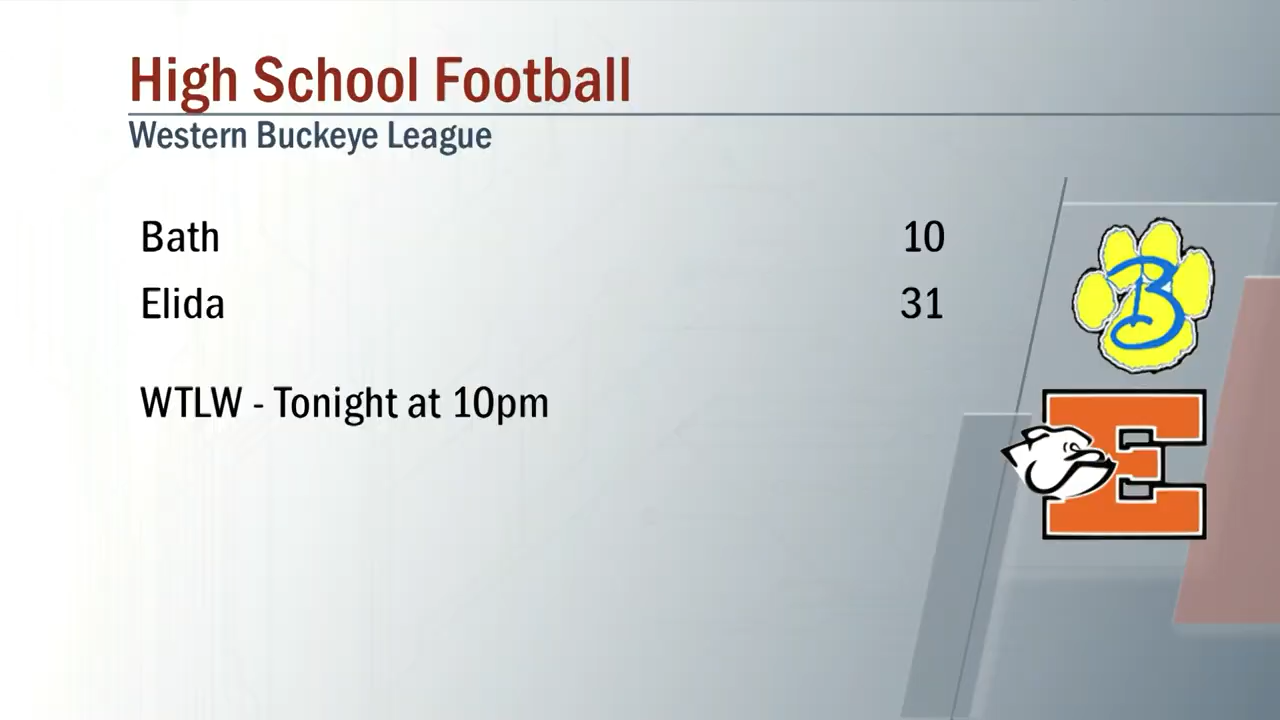 High School Football
Western Buckeye League
Bath 10
Elida 31
WTLW - Tonight at 10pm
B
E